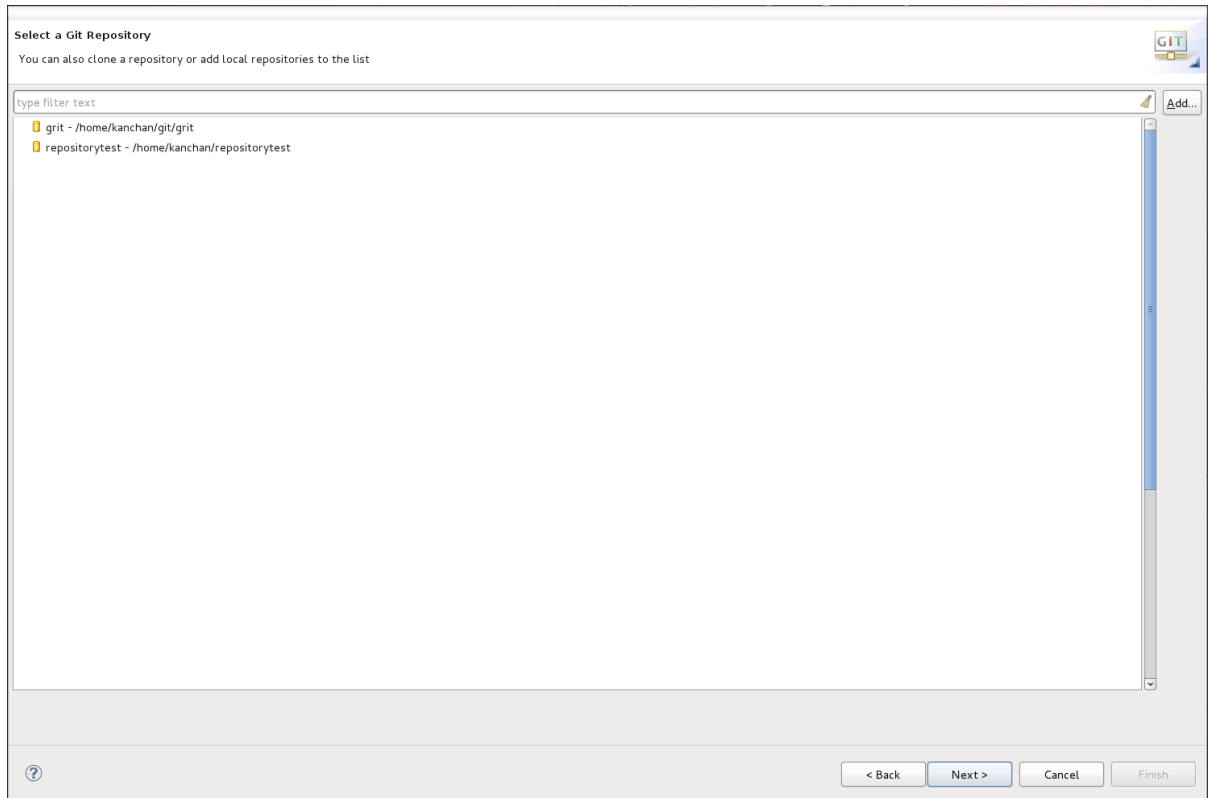 Select a Git Repository
You can also clone a repository or add local repositories to the list
GIT
type filter text
Add...
grit - /home/kanchan/git/grit
repositorytest - /home/kanchan/repositorytest
?
< Back
Next >
Cancel
Finish